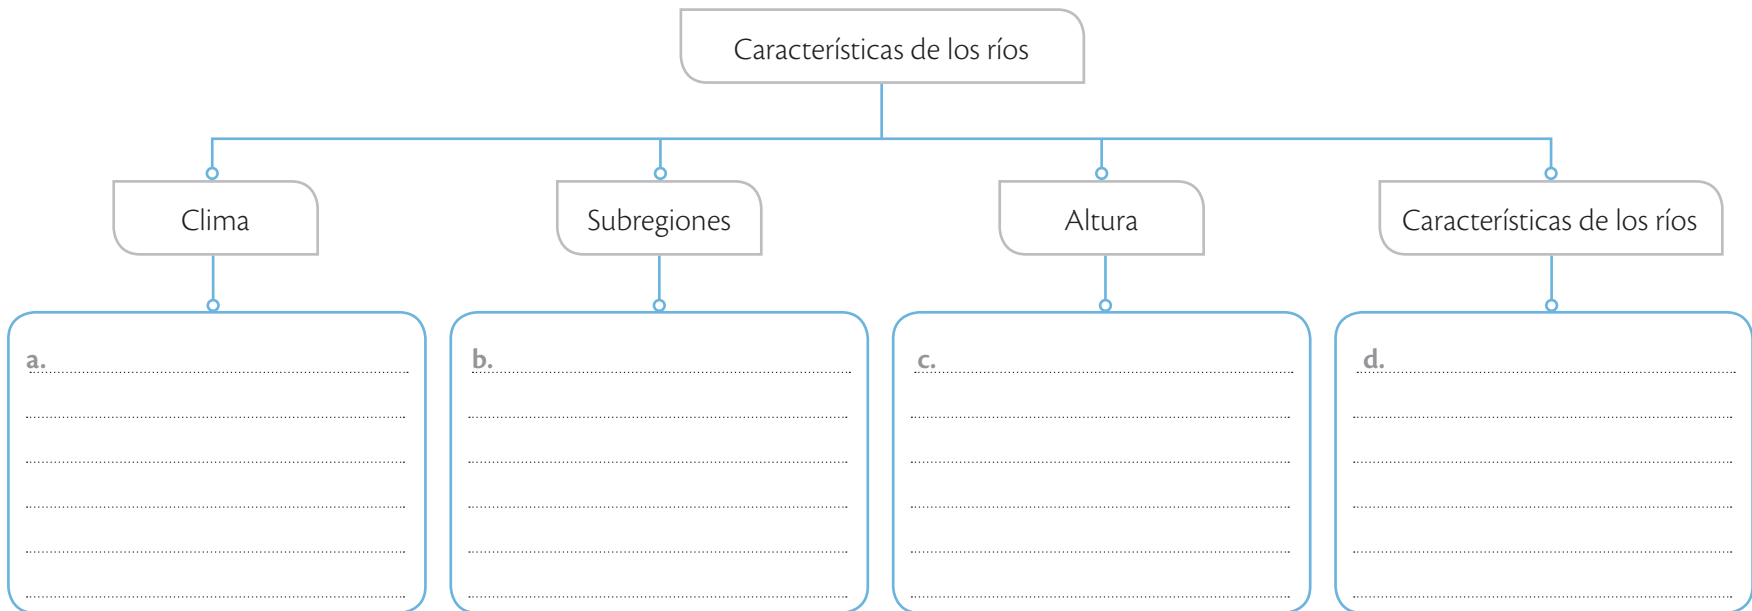 Características de los ríos
Clima
Subregiones
Altura
Características de los ríos
a.
b.
c.
d.